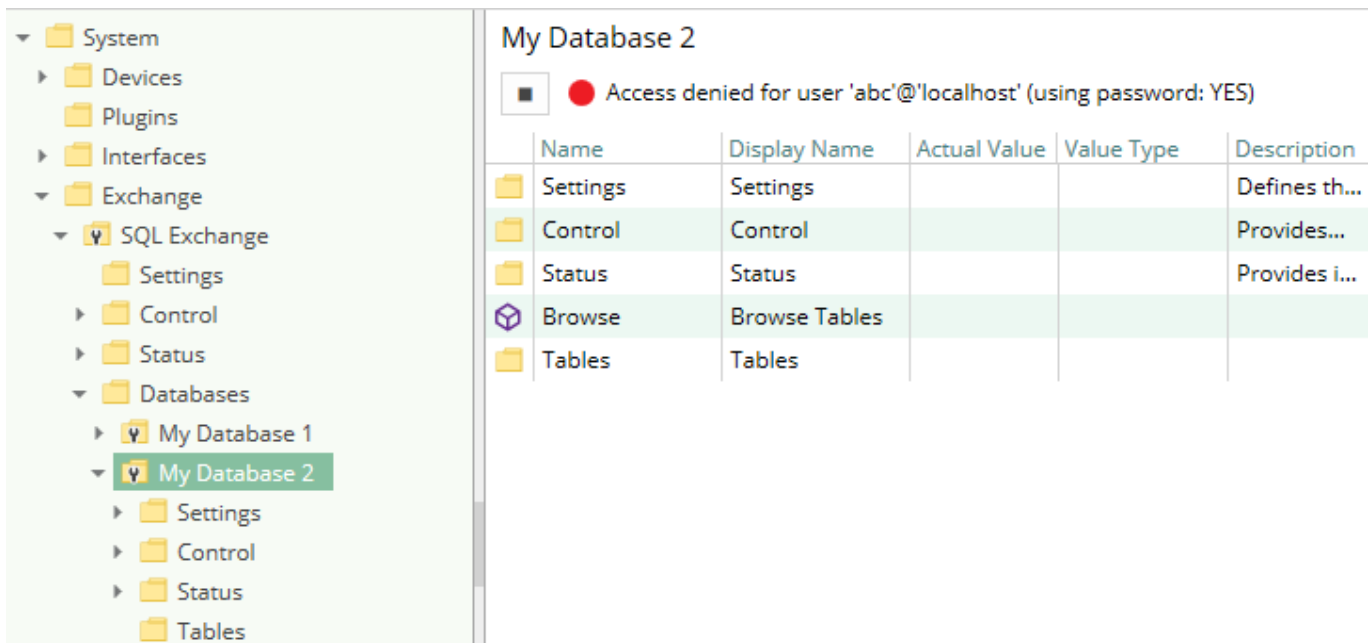 System
Devices
Plugins
Interfaces
Exchange
SQL Exchange
Settings
Control
Status
Databases
My Database 1
My Database 2
Settings
Control
Status
Tables
My Database 2
Access denied for user 'abc'@'localhost' (using password: YES)
Name Display Name Actual Value Value Type Description
Settings Settings Defines th...
Control Control Provides...
Status Status Provides i...
Browse Browse Tables
Tables Tables